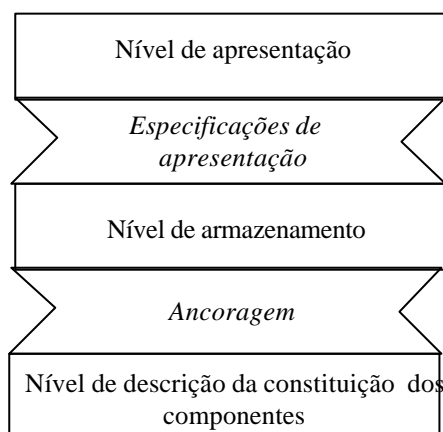 Nível de apresentação
Especificações de
apresentação
Nível de armazenamento
Ancoragem
Nível de descrição da constituição dos
componentes